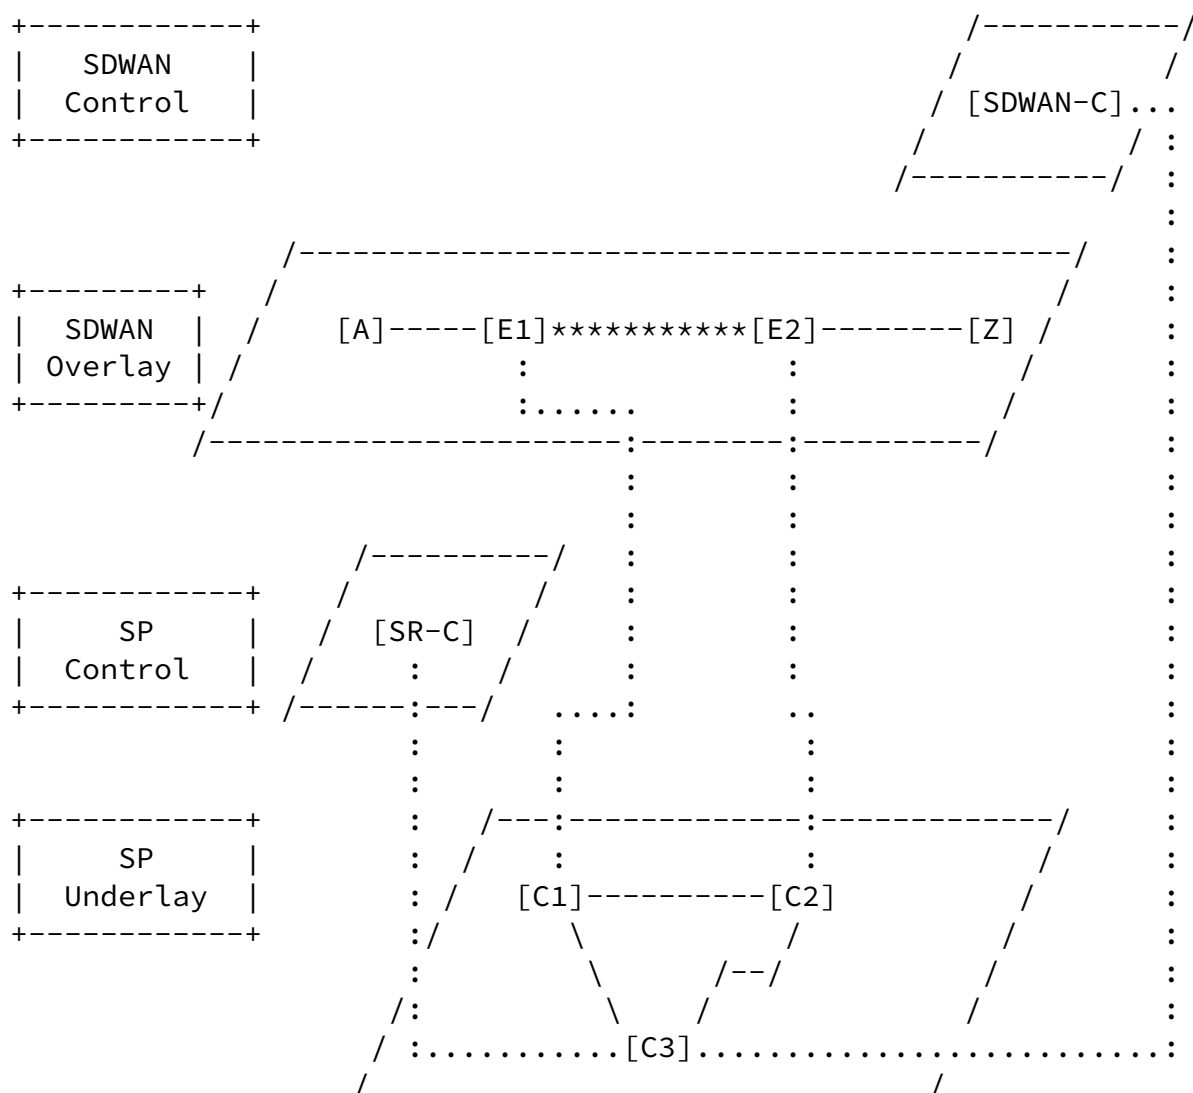 SDWAN
Control
[SDWAN-C]
SDWAN
Overlay
[A] [E1] [E2] [Z]
SP
Control
[SR-C]
SP
Underlay
[C1] [C2]
[C3]